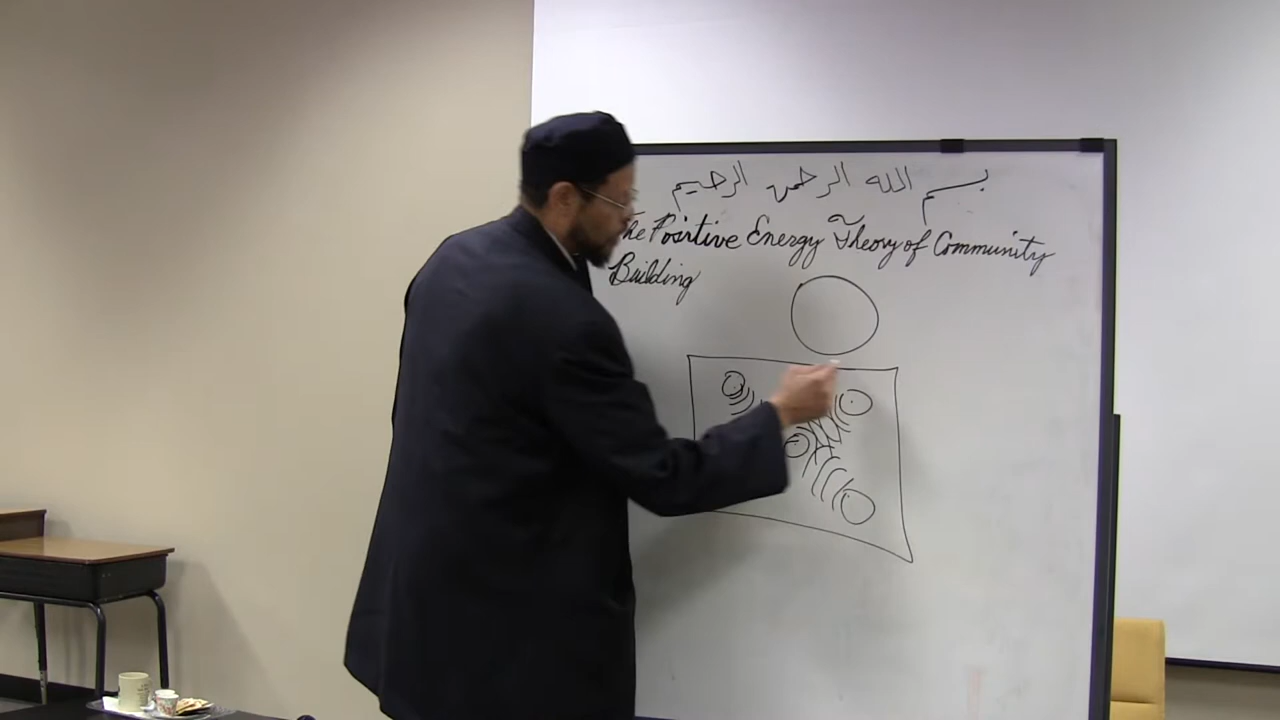 بسم الله الرحمن الرحيم
The Positive Energy Theory of Community
Building